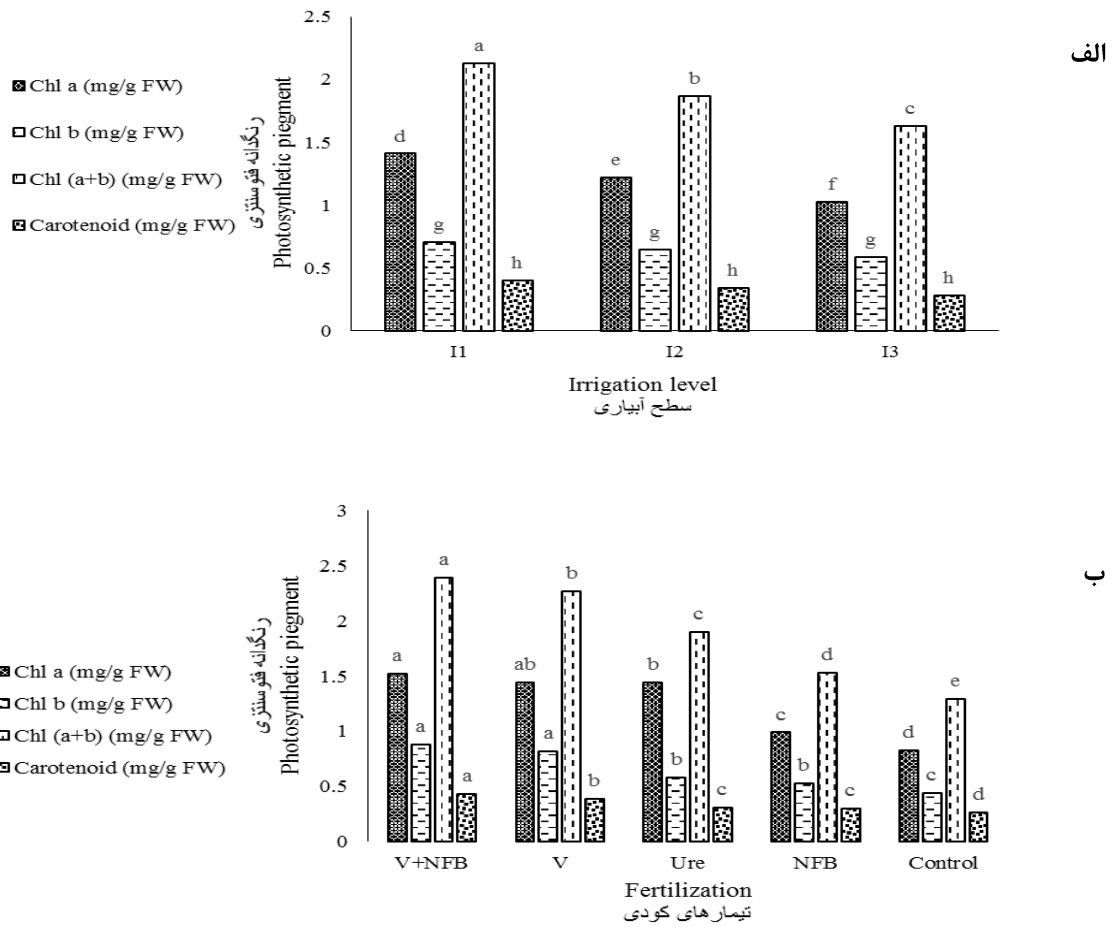 الف
2.5
2
1.5
1
0.5
0
رنگدانه فتوسنتزی
Photosynthetic piegment
Chl a (mg/g FW)
Chl b (mg/g FW)
Chl (a+b) (mg/g FW)
Carotenoid (mg/g FW)
d g a h
e g b h
f g c h
I1 I2 I3
Irrigation level
سطح آبیاری
ب
3
2.5
2
1.5
1
0.5
0
رنگدانه فتوسنتزی
Photosynthetic piegment
Chl a (mg/g FW)
Chl b (mg/g FW)
Chl (a+b) (mg/g FW)
Carotenoid (mg/g FW)
a a a a
ab a b b
b b c c
c b d c
d c e d
V+NFB V Ure NFB Control
Fertilization
تیمارهای کودی